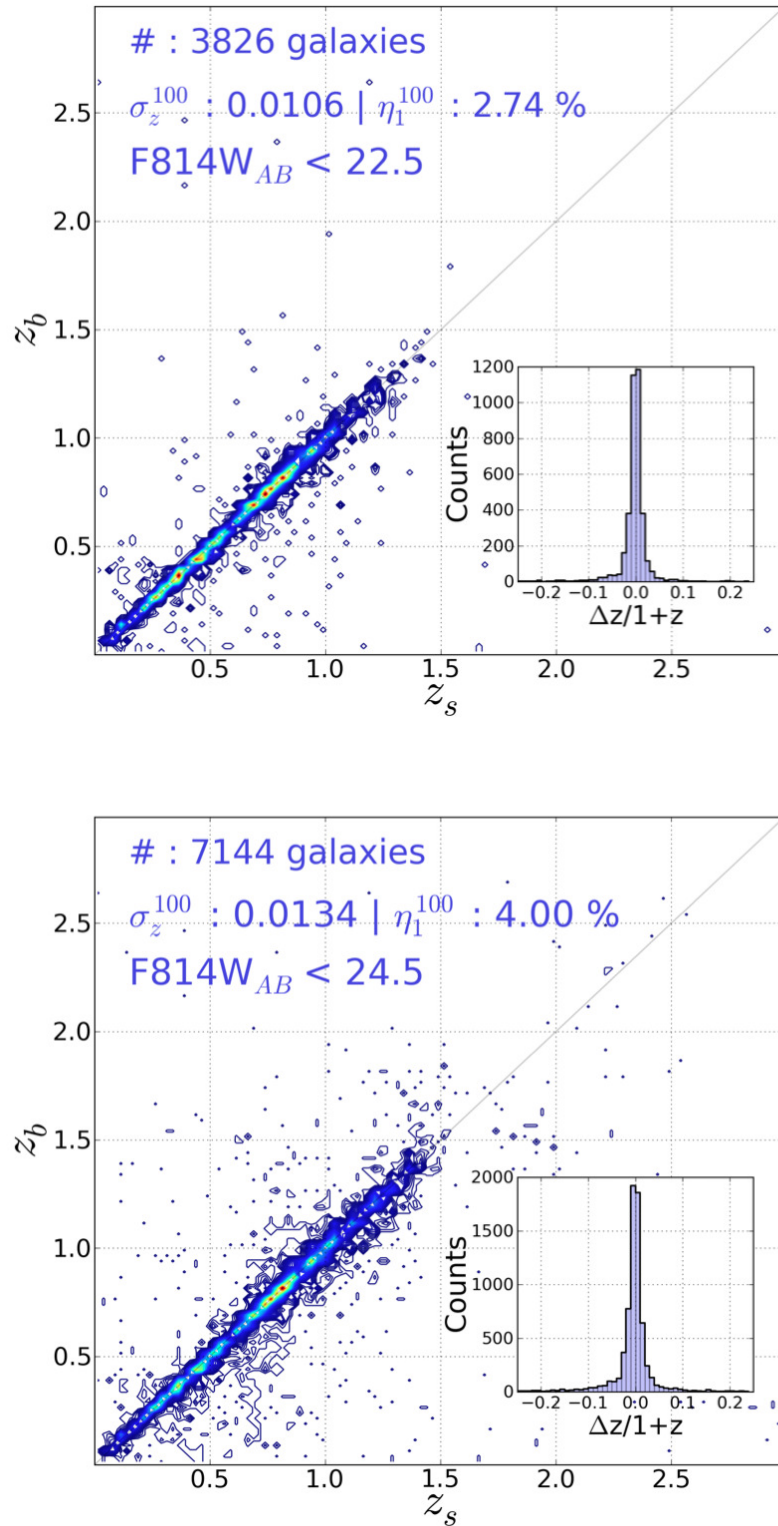 # : 3826 galaxies
σ_z^100 : 0.0106 | η_1^100 : 2.74 %
F814W_AB < 22.5
2.5
2.0
1.5
1.0
0.5
z_b
0.5 1.0 1.5 2.0 2.5
z_s
1200
1000
800
600
400
200
0
Counts
−0.2 −0.1 0.0 0.1 0.2
Δz/1+z
# : 7144 galaxies
σ_z^100 : 0.0134 | η_1^100 : 4.00 %
F814W_AB < 24.5
2.5
2.0
1.5
1.0
0.5
z_b
0.5 1.0 1.5 2.0 2.5
z_s
2000
1500
1000
500
0
Counts
−0.2 −0.1 0.0 0.1 0.2
Δz/1+z